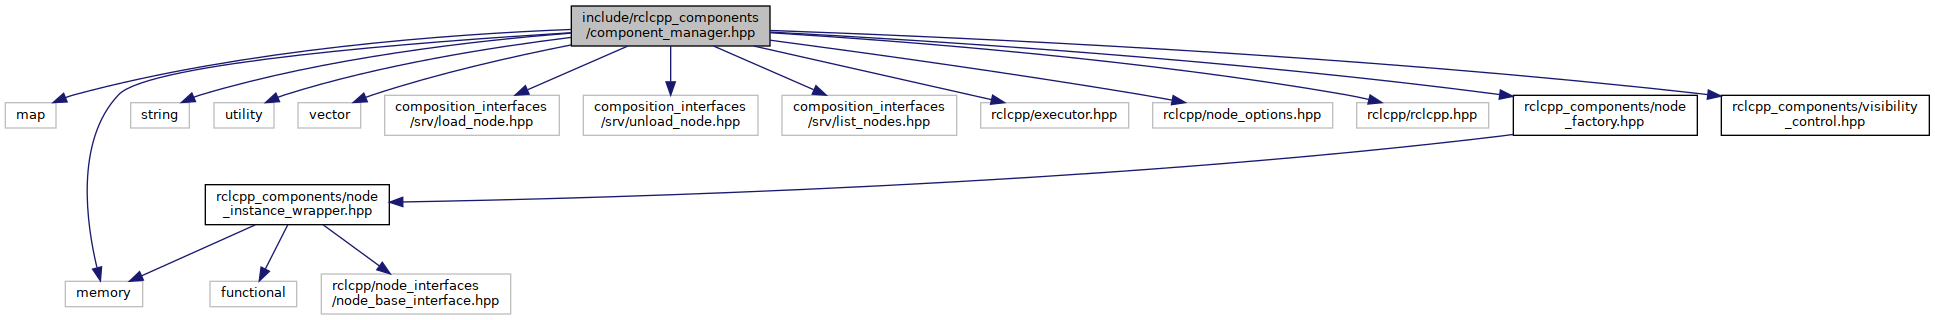 include/rclcpp_components
/component_manager.hpp
map
string
utility
vector
composition_interfaces
/srv/load_node.hpp
composition_interfaces
/srv/unload_node.hpp
composition_interfaces
/srv/list_nodes.hpp
rclcpp/executor.hpp
rclcpp/node_options.hpp
rclcpp/rclcpp.hpp
rclcpp_components/node
_factory.hpp
rclcpp_components/visibility
_control.hpp
rclcpp_components/node
_instance_wrapper.hpp
memory
functional
rclcpp/node_interfaces
/node_base_interface.hpp